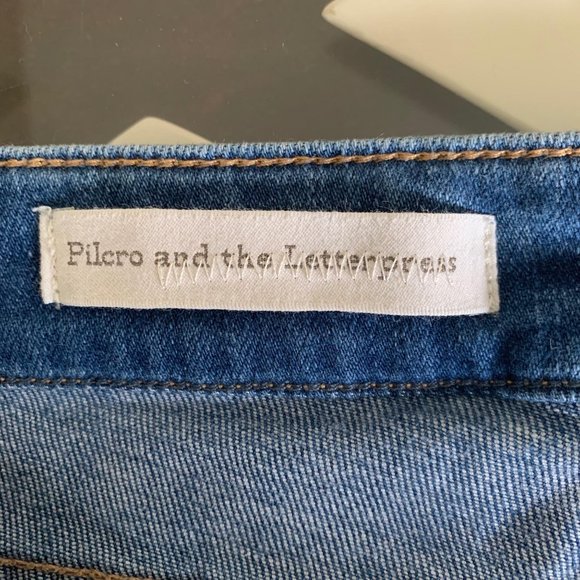 Pilcro and the Letterpress